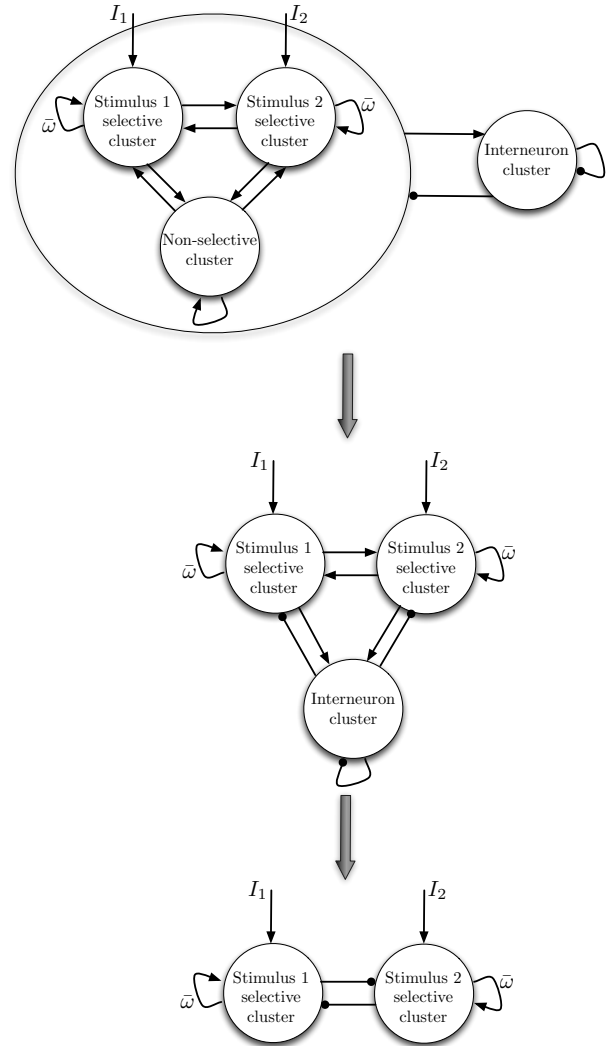 I₁
I₂
Stimulus 1
selective
cluster
Stimulus 2
selective
cluster
ω̄
ω̄
Interneuron
cluster
Non-selective
cluster
I₁
I₂
Stimulus 1
selective
cluster
Stimulus 2
selective
cluster
ω̄
ω̄
Interneuron
cluster
I₁
I₂
Stimulus 1
selective
cluster
Stimulus 2
selective
cluster
ω̄
ω̄